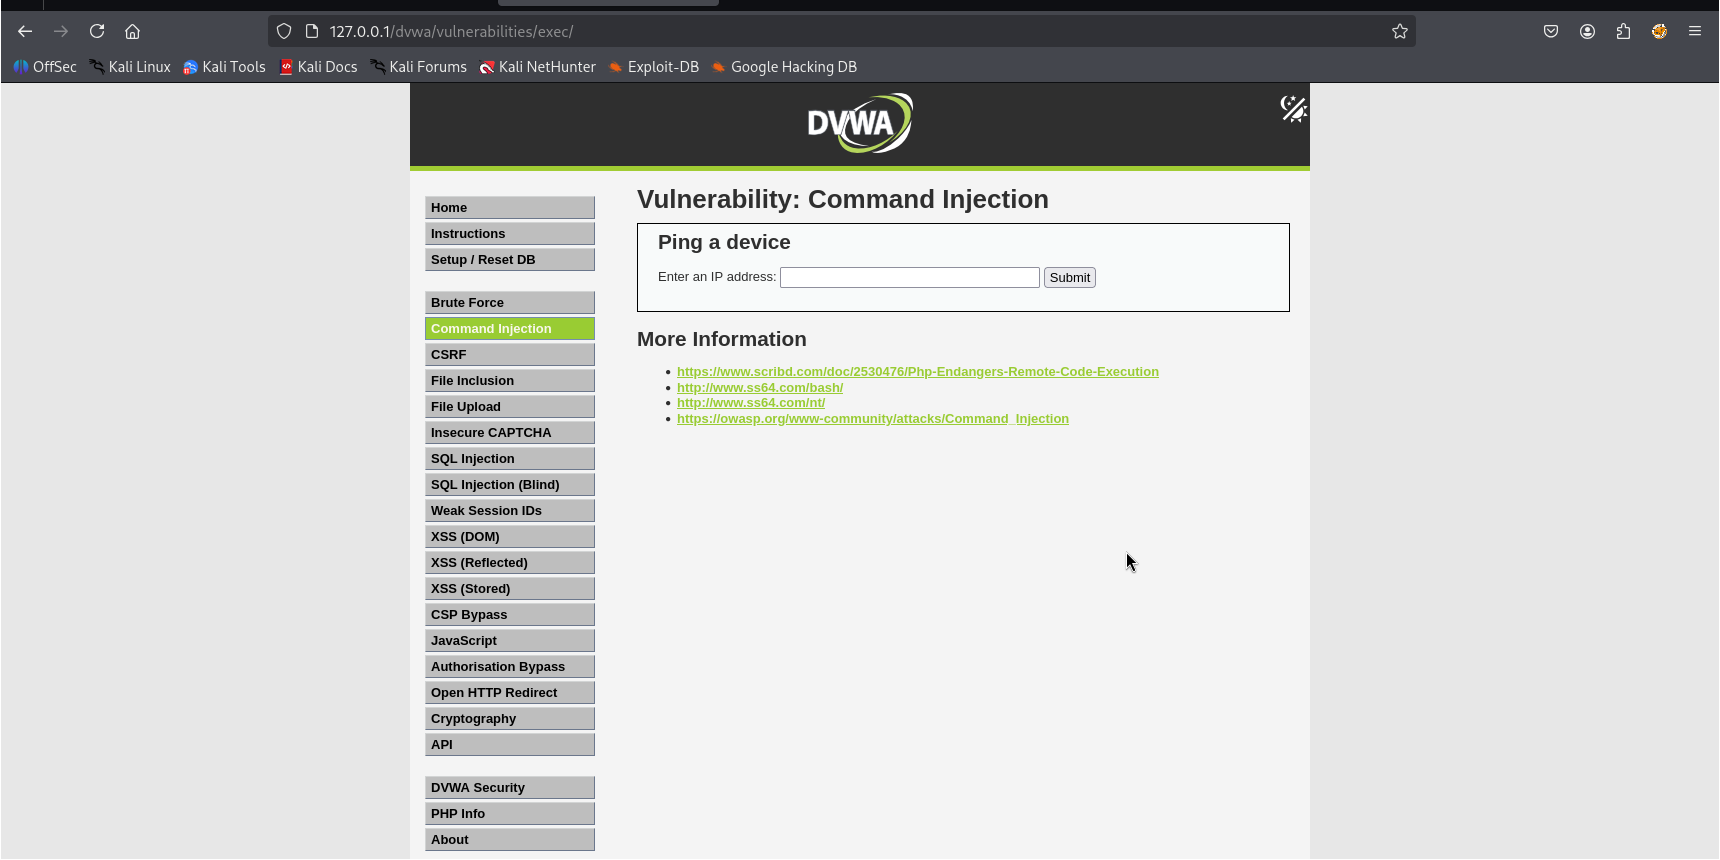 127.0.0.1/dvwa/vulnerabilities/exec/
OffSec Kali Linux Kali Tools Kali Docs Kali Forums Kali NetHunter Exploit-DB Google Hacking DB
DVWA
Home
Instructions
Setup / Reset DB
Brute Force
Command Injection
CSRF
File Inclusion
File Upload
Insecure CAPTCHA
SQL Injection
SQL Injection (Blind)
Weak Session IDs
XSS (DOM)
XSS (Reflected)
XSS (Stored)
CSP Bypass
JavaScript
Authorisation Bypass
Open HTTP Redirect
Cryptography
API
DVWA Security
PHP Info
About
Vulnerability: Command Injection
Ping a device
Enter an IP address: Submit
More Information
https://www.scribd.com/doc/2530476/Php-Endangers-Remote-Code-Execution
http://www.ss64.com/bash/
http://www.ss64.com/nt/
https://owasp.org/www-community/attacks/Command_Injection